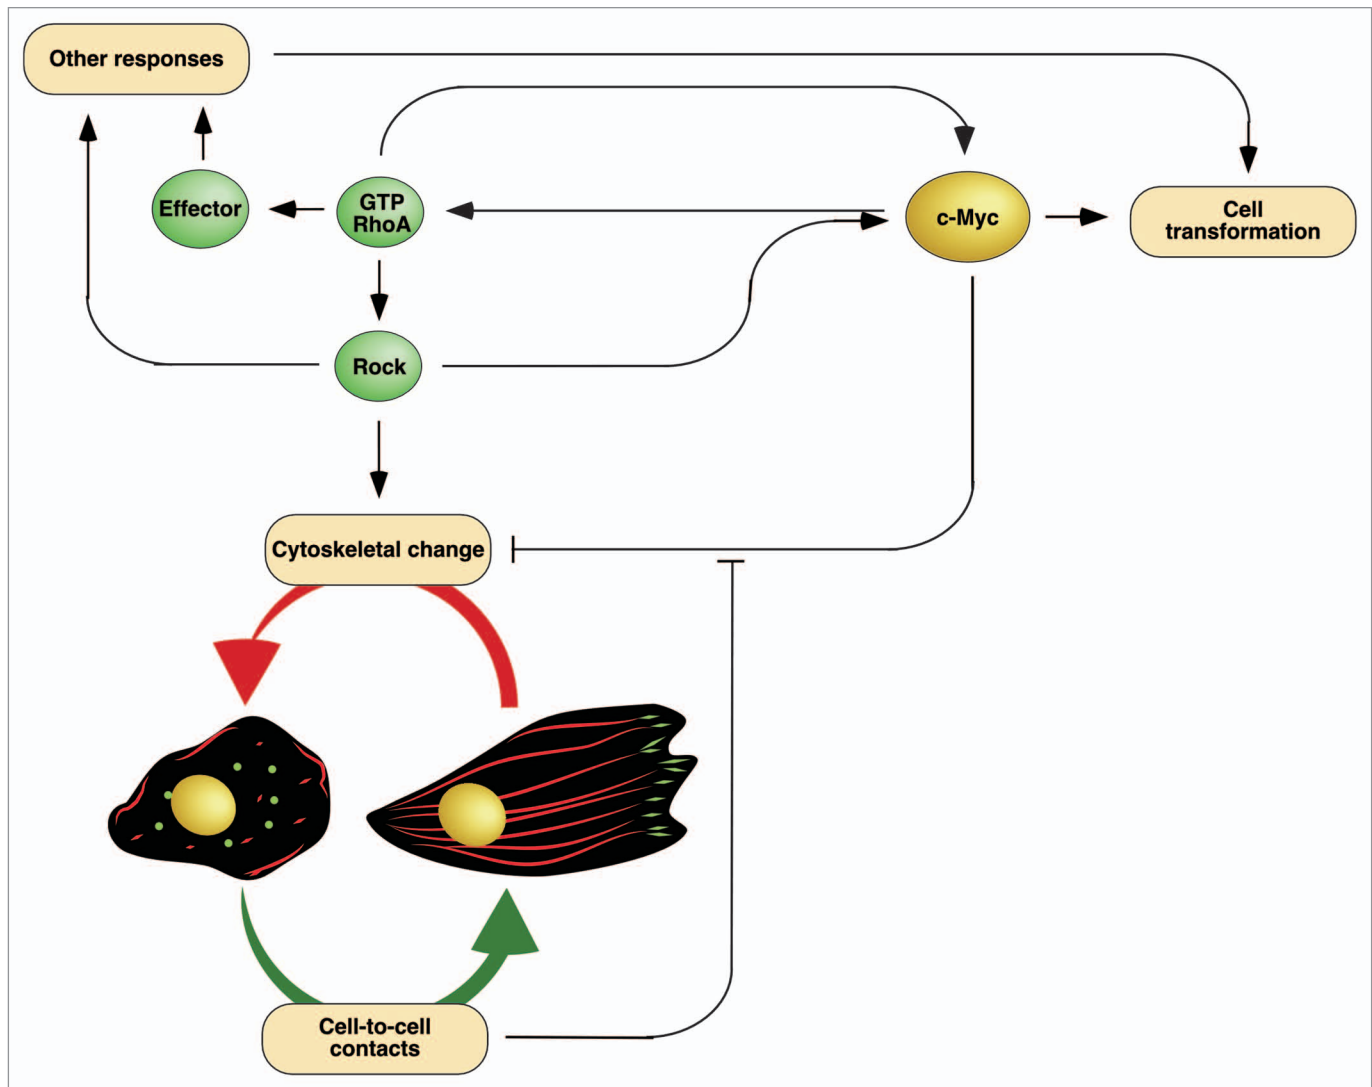 Other responses
Effector
GTP
RhoA
c-Myc
Cell
transformation
Rock
Cytoskeletal change
Cell-to-cell
contacts